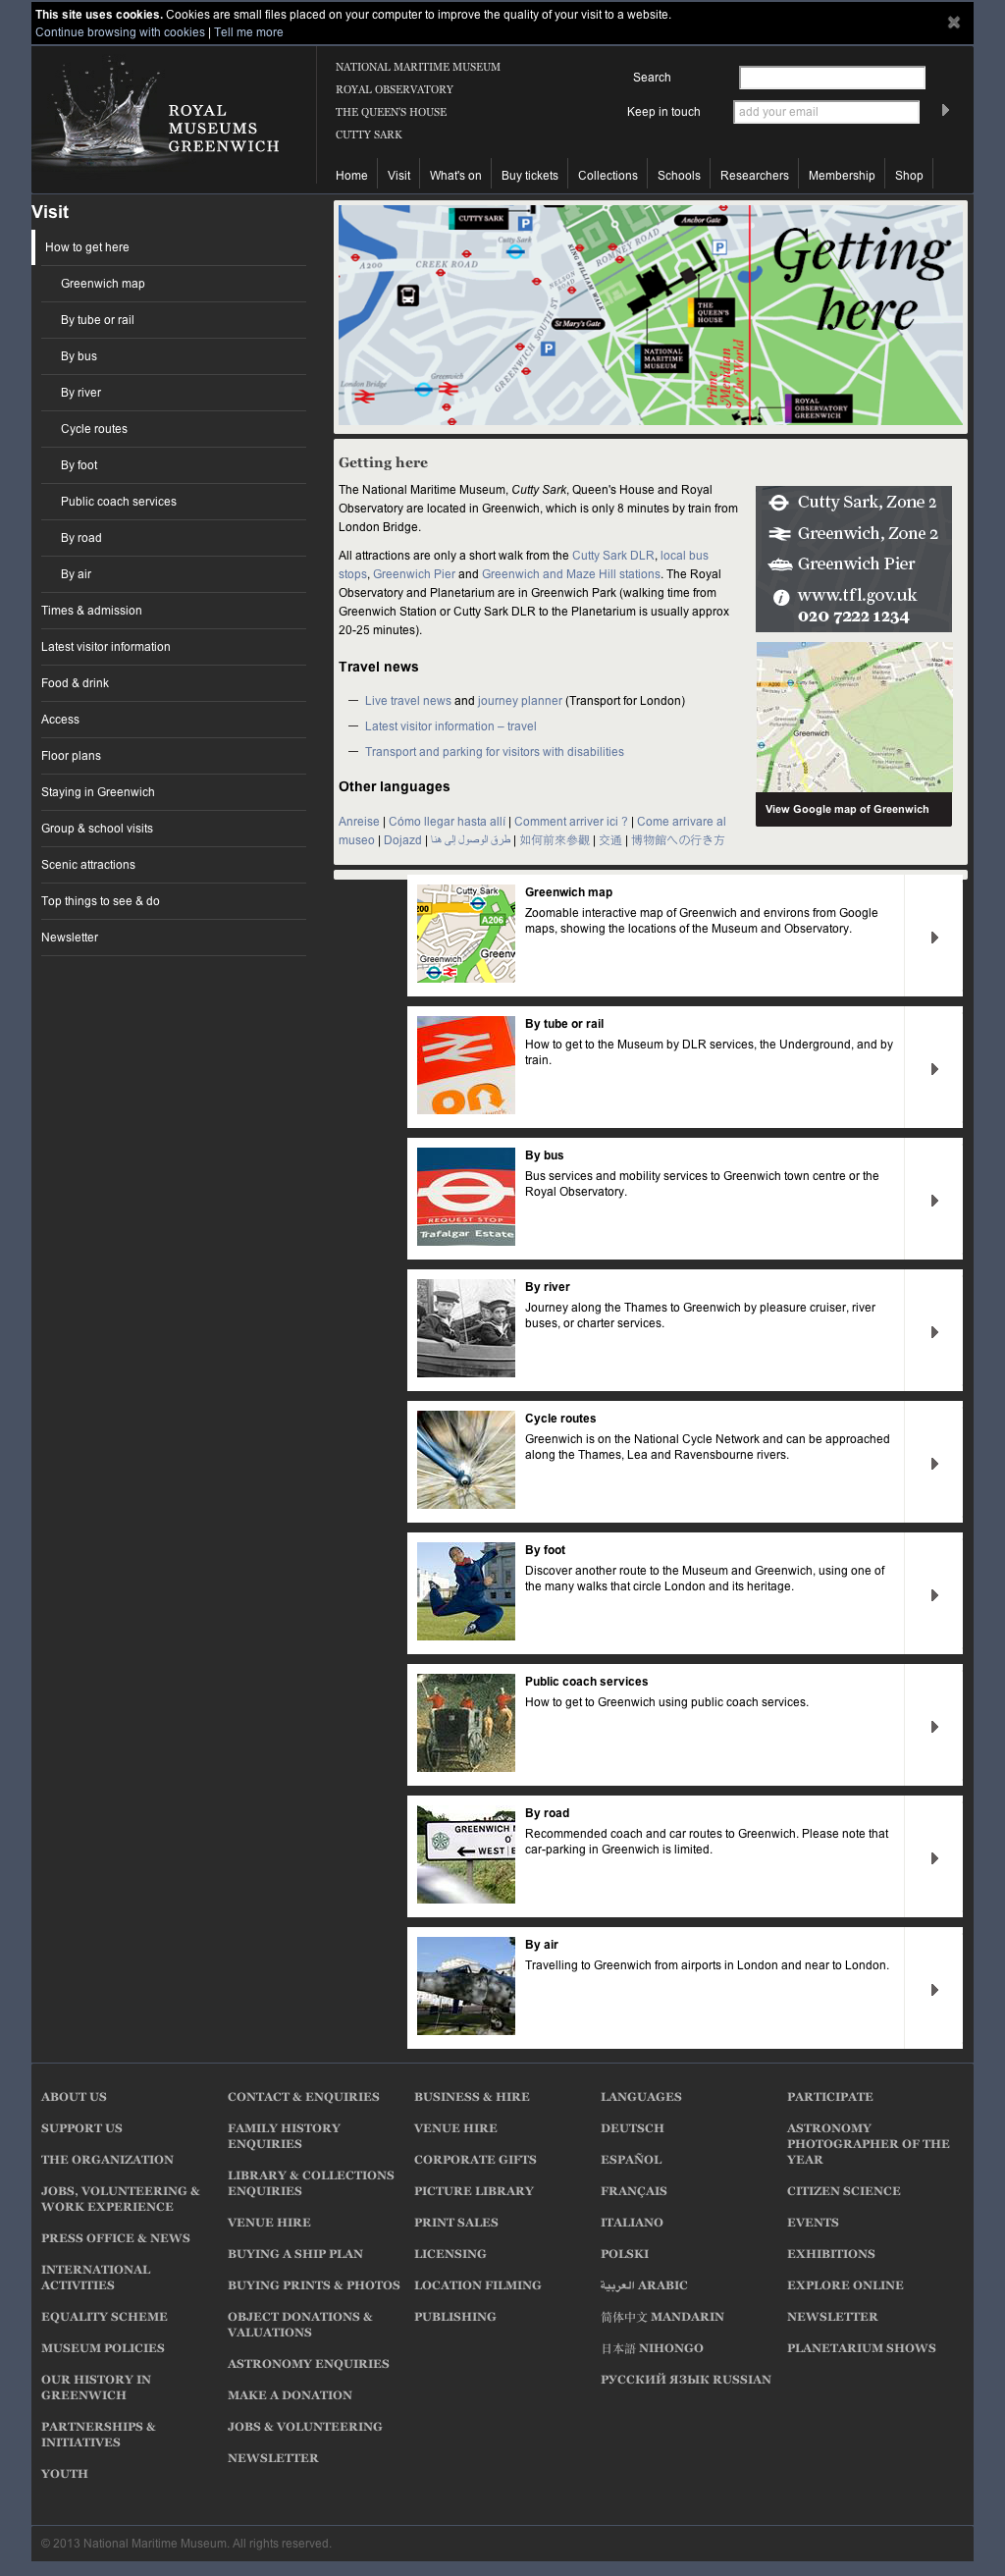 This site uses cookies. Cookies are small files placed on your computer to improve the quality of your visit to a website.
Continue browsing with cookies | Tell me more
ROYAL
MUSEUMS
GREENWICH
NATIONAL MARITIME MUSEUM
ROYAL OBSERVATORY
THE QUEEN'S HOUSE
CUTTY SARK
Search
Keep in touch
add your email
Home
Visit
What's on
Buy tickets
Collections
Schools
Researchers
Membership
Shop
Visit
How to get here
Greenwich map
By tube or rail
By bus
By river
Cycle routes
By foot
Public coach services
By road
By air
Times & admission
Latest visitor information
Food & drink
Access
Floor plans
Staying in Greenwich
Group & school visits
Scenic attractions
Top things to see & do
Newsletter
CUTTY SARK
P
Anchor Gate
Cutty Sark
A200
CREEK ROAD
KING WILLIAM WALK
ROMNEY ROAD
P
NELSON ROAD
Getting
here
THE
QUEEN'S
HOUSE
St Mary's Gate
GREENWICH SOUTH ST
P
NATIONAL
MARITIME
MUSEUM
Prime
Meridian
of the World
London Bridge
Greenwich
ROYAL
OBSERVATORY
GREENWICH
Getting here
The National Maritime Museum, Cutty Sark, Queen's House and Royal
Observatory are located in Greenwich, which is only 8 minutes by train from
London Bridge.
All attractions are only a short walk from the Cutty Sark DLR, local bus
stops, Greenwich Pier and Greenwich and Maze Hill stations. The Royal
Observatory and Planetarium are in Greenwich Park (walking time from
Greenwich Station or Cutty Sark DLR to the Planetarium is usually approx
20-25 minutes).
Cutty Sark, Zone 2
Greenwich, Zone 2
Greenwich Pier
i www.tfl.gov.uk
020 7222 1234
Travel news
— Live travel news and journey planner (Transport for London)
— Latest visitor information – travel
— Transport and parking for visitors with disabilities
Greenwich
View Google map of Greenwich
Other languages
Anreise | Cómo llegar hasta allí | Comment arriver ici ? | Come arrivare al
museo | Dojazd | طرق الوصول إلى هنا | 如何前來參觀 | 交通 | 博物館への行き方
Cutty Sark
200
A206
Greenwich
Greenw
Greenwich map
Zoomable interactive map of Greenwich and environs from Google
maps, showing the locations of the Museum and Observatory.
By tube or rail
How to get to the Museum by DLR services, the Underground, and by
train.
REQUEST STOP
Trafalgar Estate
By bus
Bus services and mobility services to Greenwich town centre or the
Royal Observatory.
By river
Journey along the Thames to Greenwich by pleasure cruiser, river
buses, or charter services.
Cycle routes
Greenwich is on the National Cycle Network and can be approached
along the Thames, Lea and Ravensbourne rivers.
By foot
Discover another route to the Museum and Greenwich, using one of
the many walks that circle London and its heritage.
Public coach services
How to get to Greenwich using public coach services.
GREENWICH M
0
WEST E
By road
Recommended coach and car routes to Greenwich. Please note that
car-parking in Greenwich is limited.
By air
Travelling to Greenwich from airports in London and near to London.
ABOUT US
SUPPORT US
THE ORGANIZATION
JOBS, VOLUNTEERING &
WORK EXPERIENCE
PRESS OFFICE & NEWS
INTERNATIONAL
ACTIVITIES
EQUALITY SCHEME
MUSEUM POLICIES
OUR HISTORY IN
GREENWICH
PARTNERSHIPS &
INITIATIVES
YOUTH
CONTACT & ENQUIRIES
FAMILY HISTORY
ENQUIRIES
LIBRARY & COLLECTIONS
ENQUIRIES
VENUE HIRE
BUYING A SHIP PLAN
BUYING PRINTS & PHOTOS
OBJECT DONATIONS &
VALUATIONS
ASTRONOMY ENQUIRIES
MAKE A DONATION
JOBS & VOLUNTEERING
NEWSLETTER
BUSINESS & HIRE
VENUE HIRE
CORPORATE GIFTS
PICTURE LIBRARY
PRINT SALES
LICENSING
LOCATION FILMING
PUBLISHING
LANGUAGES
DEUTSCH
ESPAÑOL
FRANÇAIS
ITALIANO
POLSKI
العربية ARABIC
简体中文 MANDARIN
日本語 NIHONGO
РУССКИЙ ЯЗЫК RUSSIAN
PARTICIPATE
ASTRONOMY
PHOTOGRAPHER OF THE
YEAR
CITIZEN SCIENCE
EVENTS
EXHIBITIONS
EXPLORE ONLINE
NEWSLETTER
PLANETARIUM SHOWS
© 2013 National Maritime Museum. All rights reserved.